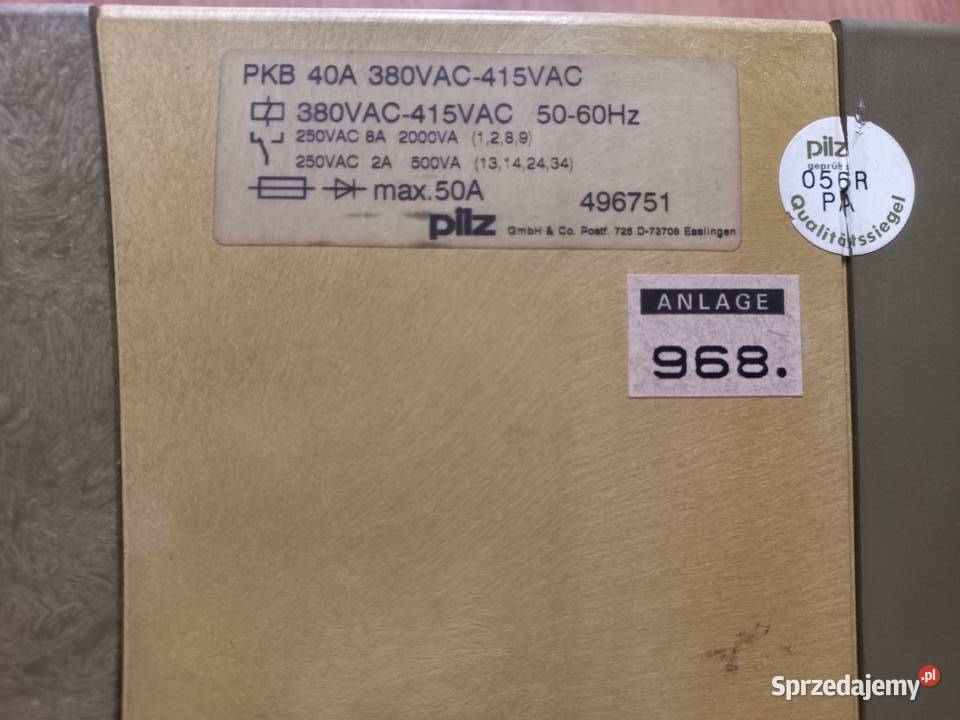 PKB 40A 380VAC-415VAC
380VAC-415VAC 50-60Hz
250VAC 8A 2000VA (1,2,8,9)
250VAC 2A 500VA (13,14,24,34)
max.50A
496751
pilz GmbH & Co. Postf. 726 D-73708 Esslingen
pilz
geprüft
056R
PA
Qualitätssiegel
ANLAGE
968.
Sprzedajemy.pl